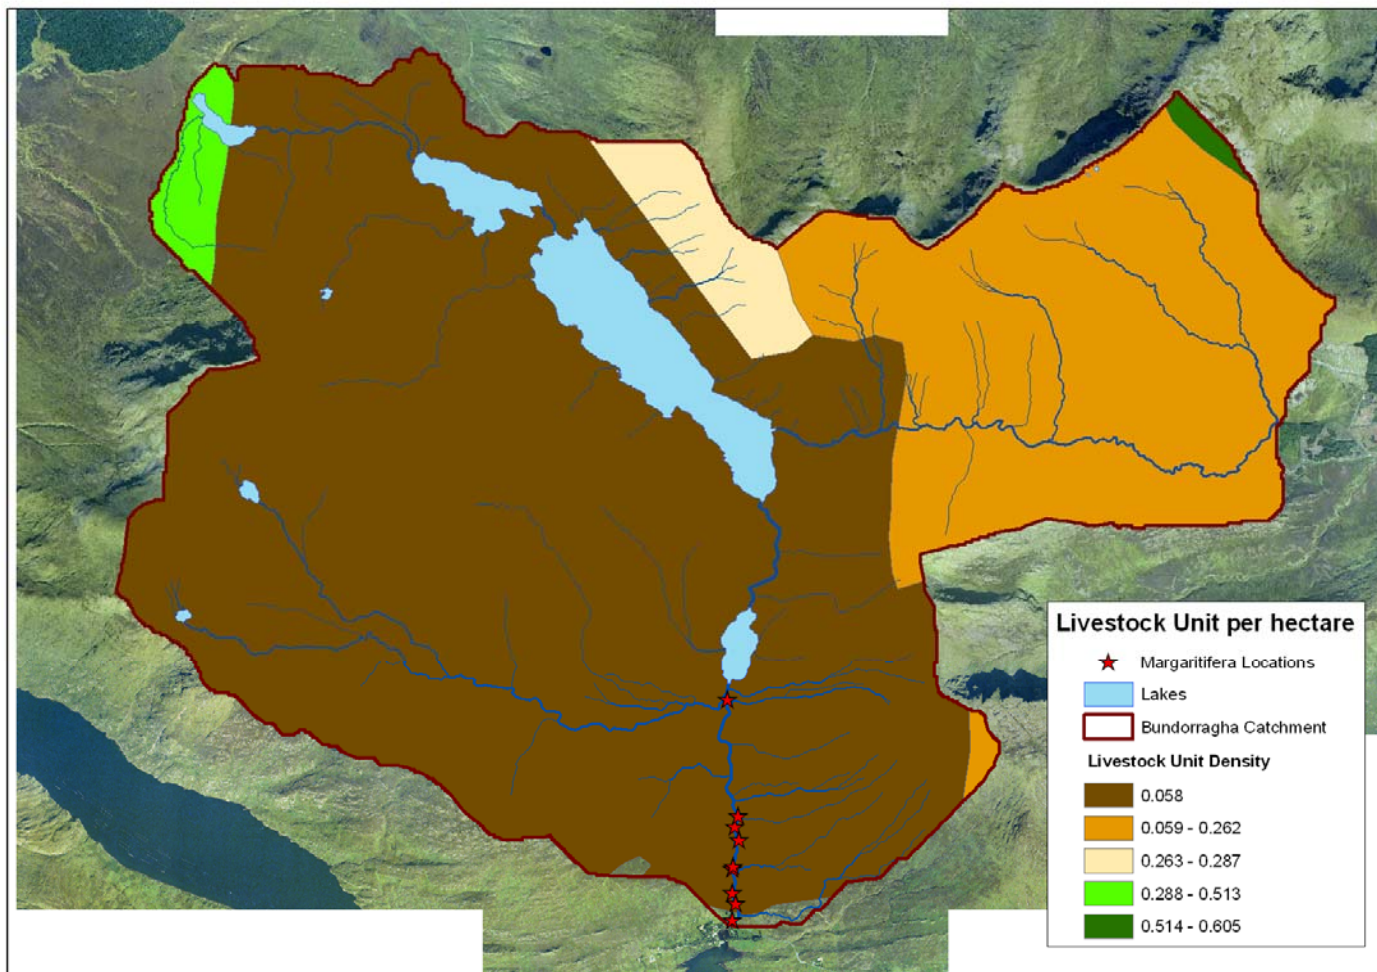 Livestock Unit per hectare
Margaritifera Locations
Lakes
Bundorragha Catchment
Livestock Unit Density
0.058
0.059 - 0.262
0.263 - 0.287
0.288 - 0.513
0.514 - 0.605